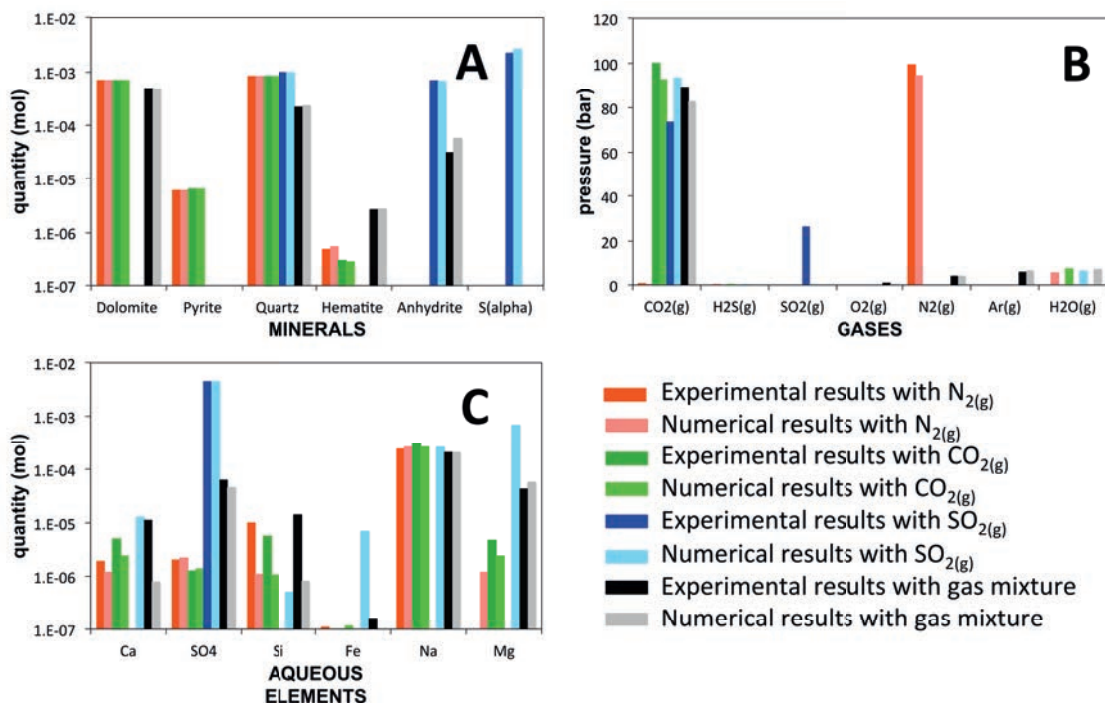 A
quantity (mol)
1.E-02
1.E-03
1.E-04
1.E-05
1.E-06
1.E-07
Dolomite Pyrite Quartz Hematite Anhydrite S(alpha)
MINERALS
B
pressure (bar)
120
100
80
60
40
20
0
CO2(g) H2S(g) SO2(g) O2(g) N2(g) Ar(g) H2O(g)
GASES
C
quantity (mol)
1.E-02
1.E-03
1.E-04
1.E-05
1.E-06
1.E-07
Ca SO4 Si Fe Na Mg
AQUEOUS
ELEMENTS
Experimental results with N2(g)
Numerical results with N2(g)
Experimental results with CO2(g)
Numerical results with CO2(g)
Experimental results with SO2(g)
Numerical results with SO2(g)
Experimental results with gas mixture
Numerical results with gas mixture